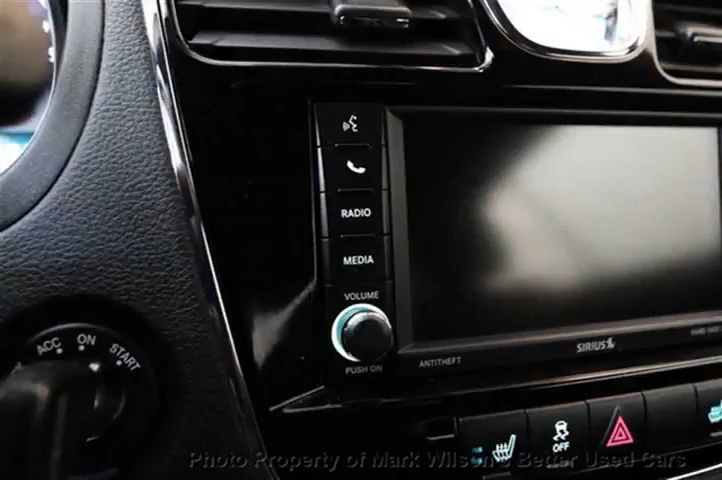 RADIO
MEDIA
VOLUME
PUSH ON
ANTITHEFT
SIRIUS
ACC
ON
START
OFF
Photo Property of Mark Wilson's Better Used Cars